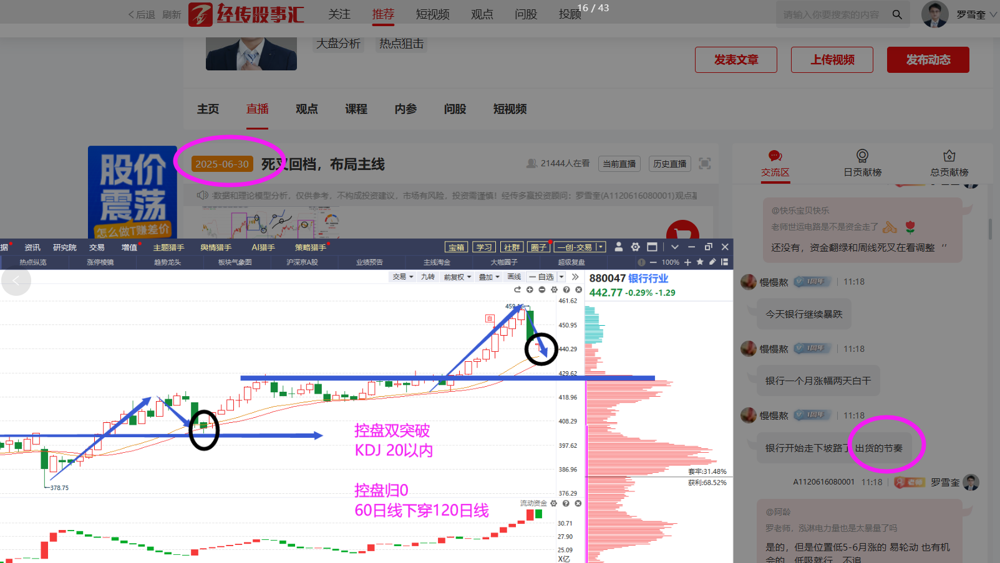 16 / 43
后退 刷新
经传股事汇
关注 推荐 短视频 观点 问股 投顾
请输入你要搜索的内容
罗雪奎
大盘分析 热点狙击
发表文章 上传视频 发布动态
主页 直播 观点 课程 内参 问股 短视频
股价
震荡
怎么做T赚差价
2025-06-30 死叉回档，布局主线
21444人在看 当前直播 历史直播
数据和理论模型分析，仅供参考，不构成投资建议，市场有风险，投资需谨慎！经传多赢投资顾问：罗雪奎(A1120616080001)观点基
交流区 日贡献榜 总贡献榜
@快乐宝贝快乐
老师世运电路是不是资金走了
还没有，资金翻绿和周线死叉在看调整
慢慢熬 1周年 11:18
今天银行继续暴跌
慢慢熬 1周年 11:18
银行一个月涨幅两天白干
慢慢熬 1周年 11:18
银行开始走下坡路了 出货的节奏
A1120616080001 11:18 老师 罗雪奎
@阿龄
罗老师，泓淋电力量也是太暴量了吗
是的，但是位置低5-6月涨的 易轮动 也有机
会的，低吸就行，不追
据 资讯 研究院 交易 增值 主题猎手 舆情猎手 AI猎手 策略猎手
宝箱 学习 社群 圈子 一创-交易
热点纵览 涨停棱镜 趋势龙头 板块气象图 沪深京A股 业绩预告 主线淘金 大咖圈子 超级复盘
100%
交易 九转 前复权 叠加 画线 自选
880047 银行行业
442.77 -0.29% -1.29
461.62
450.95
440.29
429.62
418.96
408.29
397.62
386.96
376.29
自
378.75
控盘双突破
KDJ 20以内
控盘归0
60日线下穿120日线
套牢:31.48%
获利:68.52%
流动资金
30.71
27.90
25.09
X亿